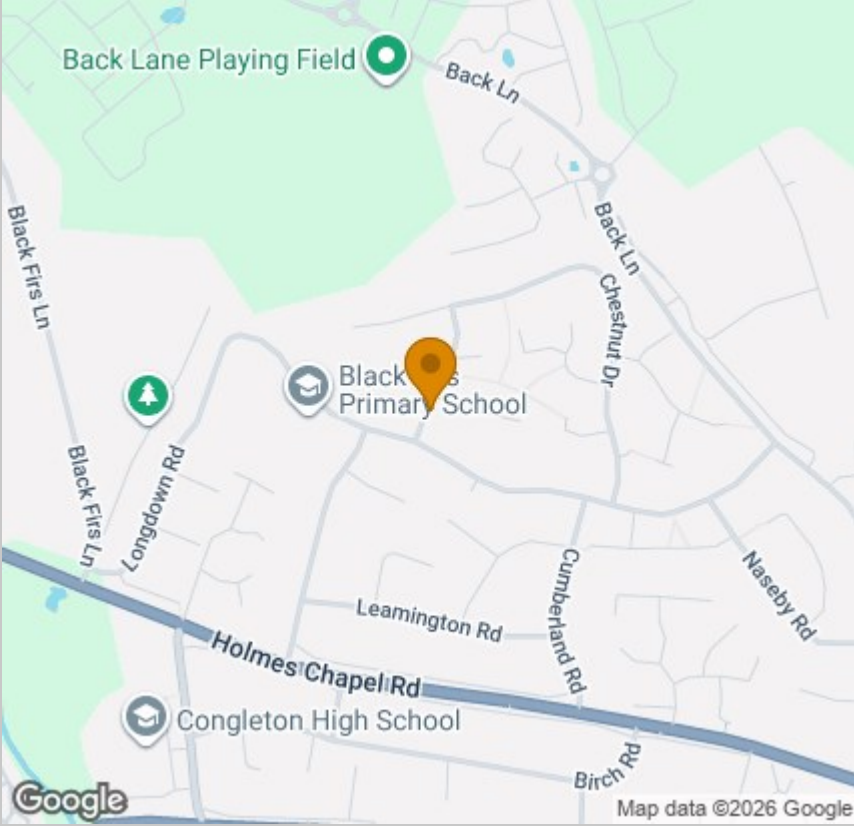 Back Lane Playing Field
Back Ln
Black Firs Ln
Back Ln
Chestnut Dr
Black
s
Primary School
Black Firs Ln
Longdown Rd
Cumberland Rd
Naseby Rd
Leamington Rd
Holmes Chapel Rd
Congleton High School
Birch Rd
Google
Map data ©2026 Google